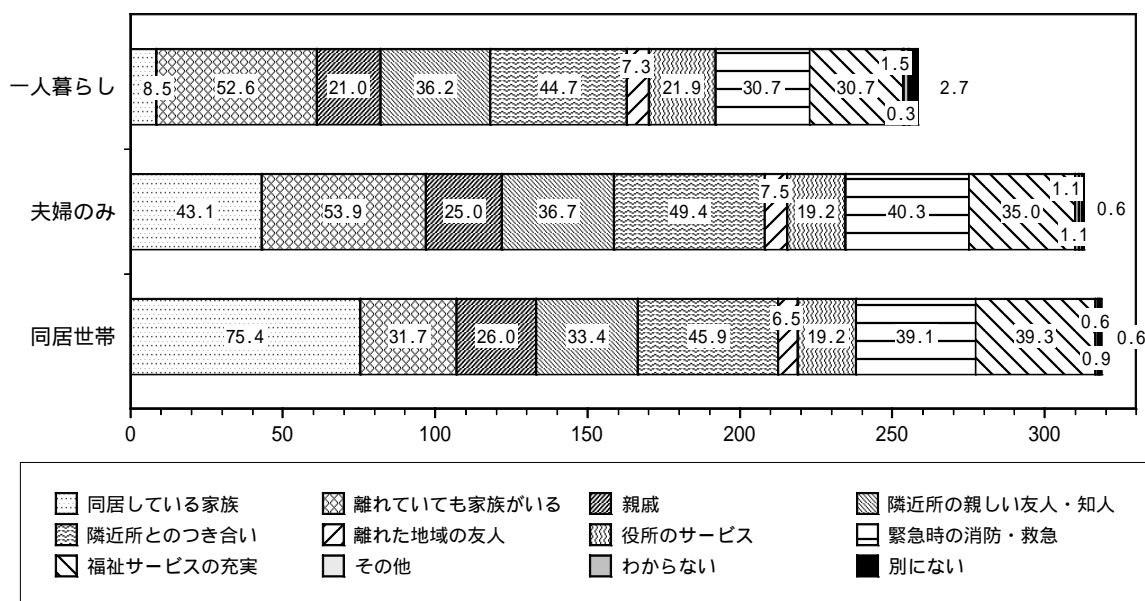 一人暮らし 8.5 52.6 21.0 36.2 44.7 7.3 21.9 30.7 30.7 1.5 0.3 2.7
夫婦のみ 43.1 53.9 25.0 36.7 49.4 7.5 19.2 40.3 35.0 1.1 1.1 0.6
同居世帯 75.4 31.7 26.0 33.4 45.9 6.5 19.2 39.1 39.3 0.6 0.9 0.6
0 50 100 150 200 250 300
同居している家族 離れていても家族がいる 親戚 隣近所の親しい友人・知人
隣近所とのつき合い 離れた地域の友人 役所のサービス 緊急時の消防・救急
福祉サービスの充実 その他 わからない 別にない